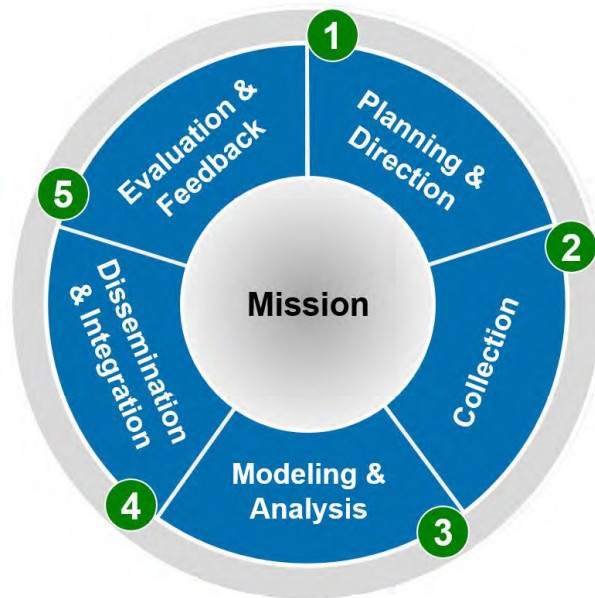 1
Planning &
Direction
2
Collection
3
Modeling &
Analysis
4
Dissemination
& Integration
5
Evaluation &
Feedback
Mission